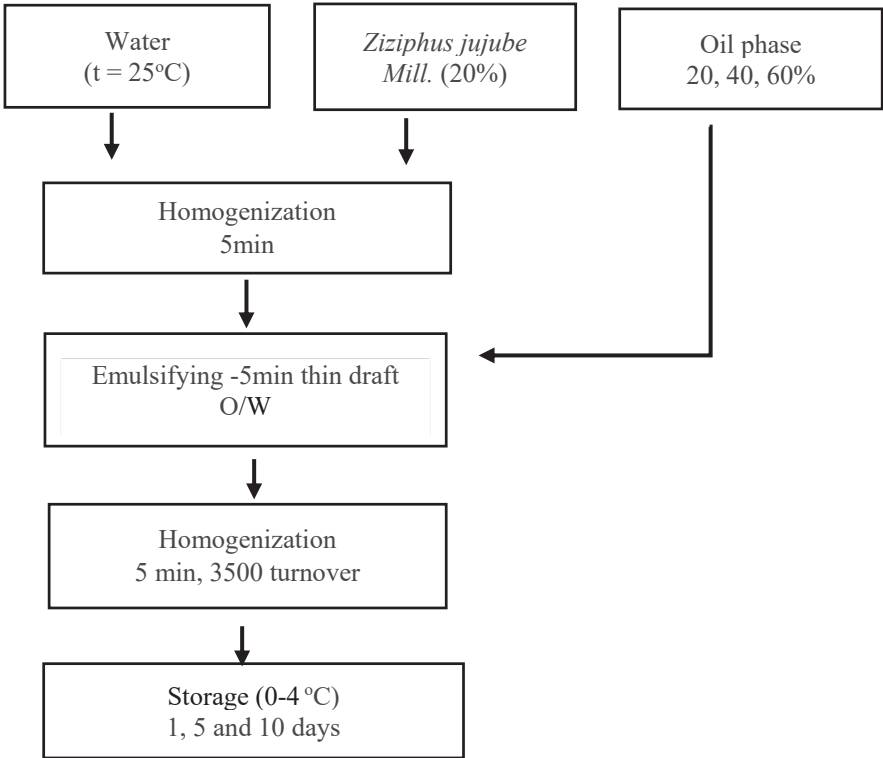 Water
(t = 25°C)
Ziziphus jujube
Mill. (20%)
Oil phase
20, 40, 60%
Homogenization
5min
Emulsifying -5min thin draft
O/W
Homogenization
5 min, 3500 turnover
Storage (0-4 °C)
1, 5 and 10 days